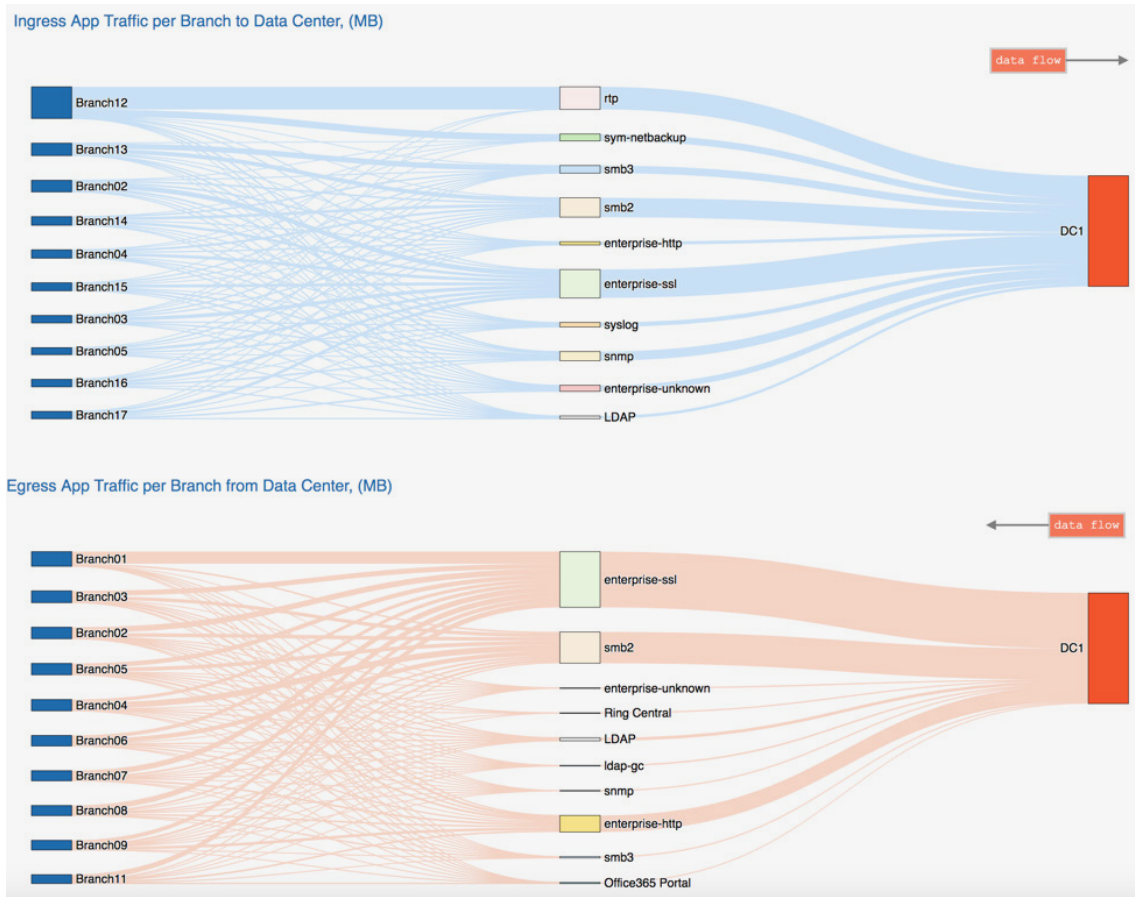 Ingress App Traffic per Branch to Data Center, (MB)
data flow
Branch12
rtp
Branch13
sym-netbackup
smb3
Branch02
smb2
Branch14
DC1
enterprise-http
Branch04
enterprise-ssl
Branch15
Branch03
syslog
Branch05
snmp
Branch16
enterprise-unknown
Branch17
LDAP
Egress App Traffic per Branch from Data Center, (MB)
data flow
Branch01
enterprise-ssl
Branch03
Branch02
smb2
DC1
Branch05
enterprise-unknown
Branch04
Ring Central
Branch06
LDAP
ldap-gc
Branch07
snmp
Branch08
enterprise-http
Branch09
smb3
Branch11
Office365 Portal